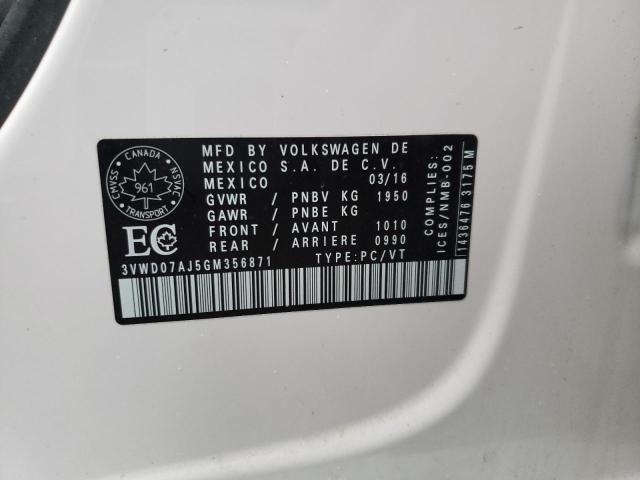 CANADA
CMVSS
NSVAC
961
TRANSPORT
MFD BY VOLKSWAGEN DE
MEXICO S.A. DE C.V.
MEXICO 03/16
GVWR / PNBV KG 1950
GAWR / PNBE KG
FRONT / AVANT 1010
REAR / ARRIERE 0990
EC
3VWD07AJ5GM356871 TYPE:PC/VT
COMPLIES:
ICES/NMB-002
1436476 3175 M